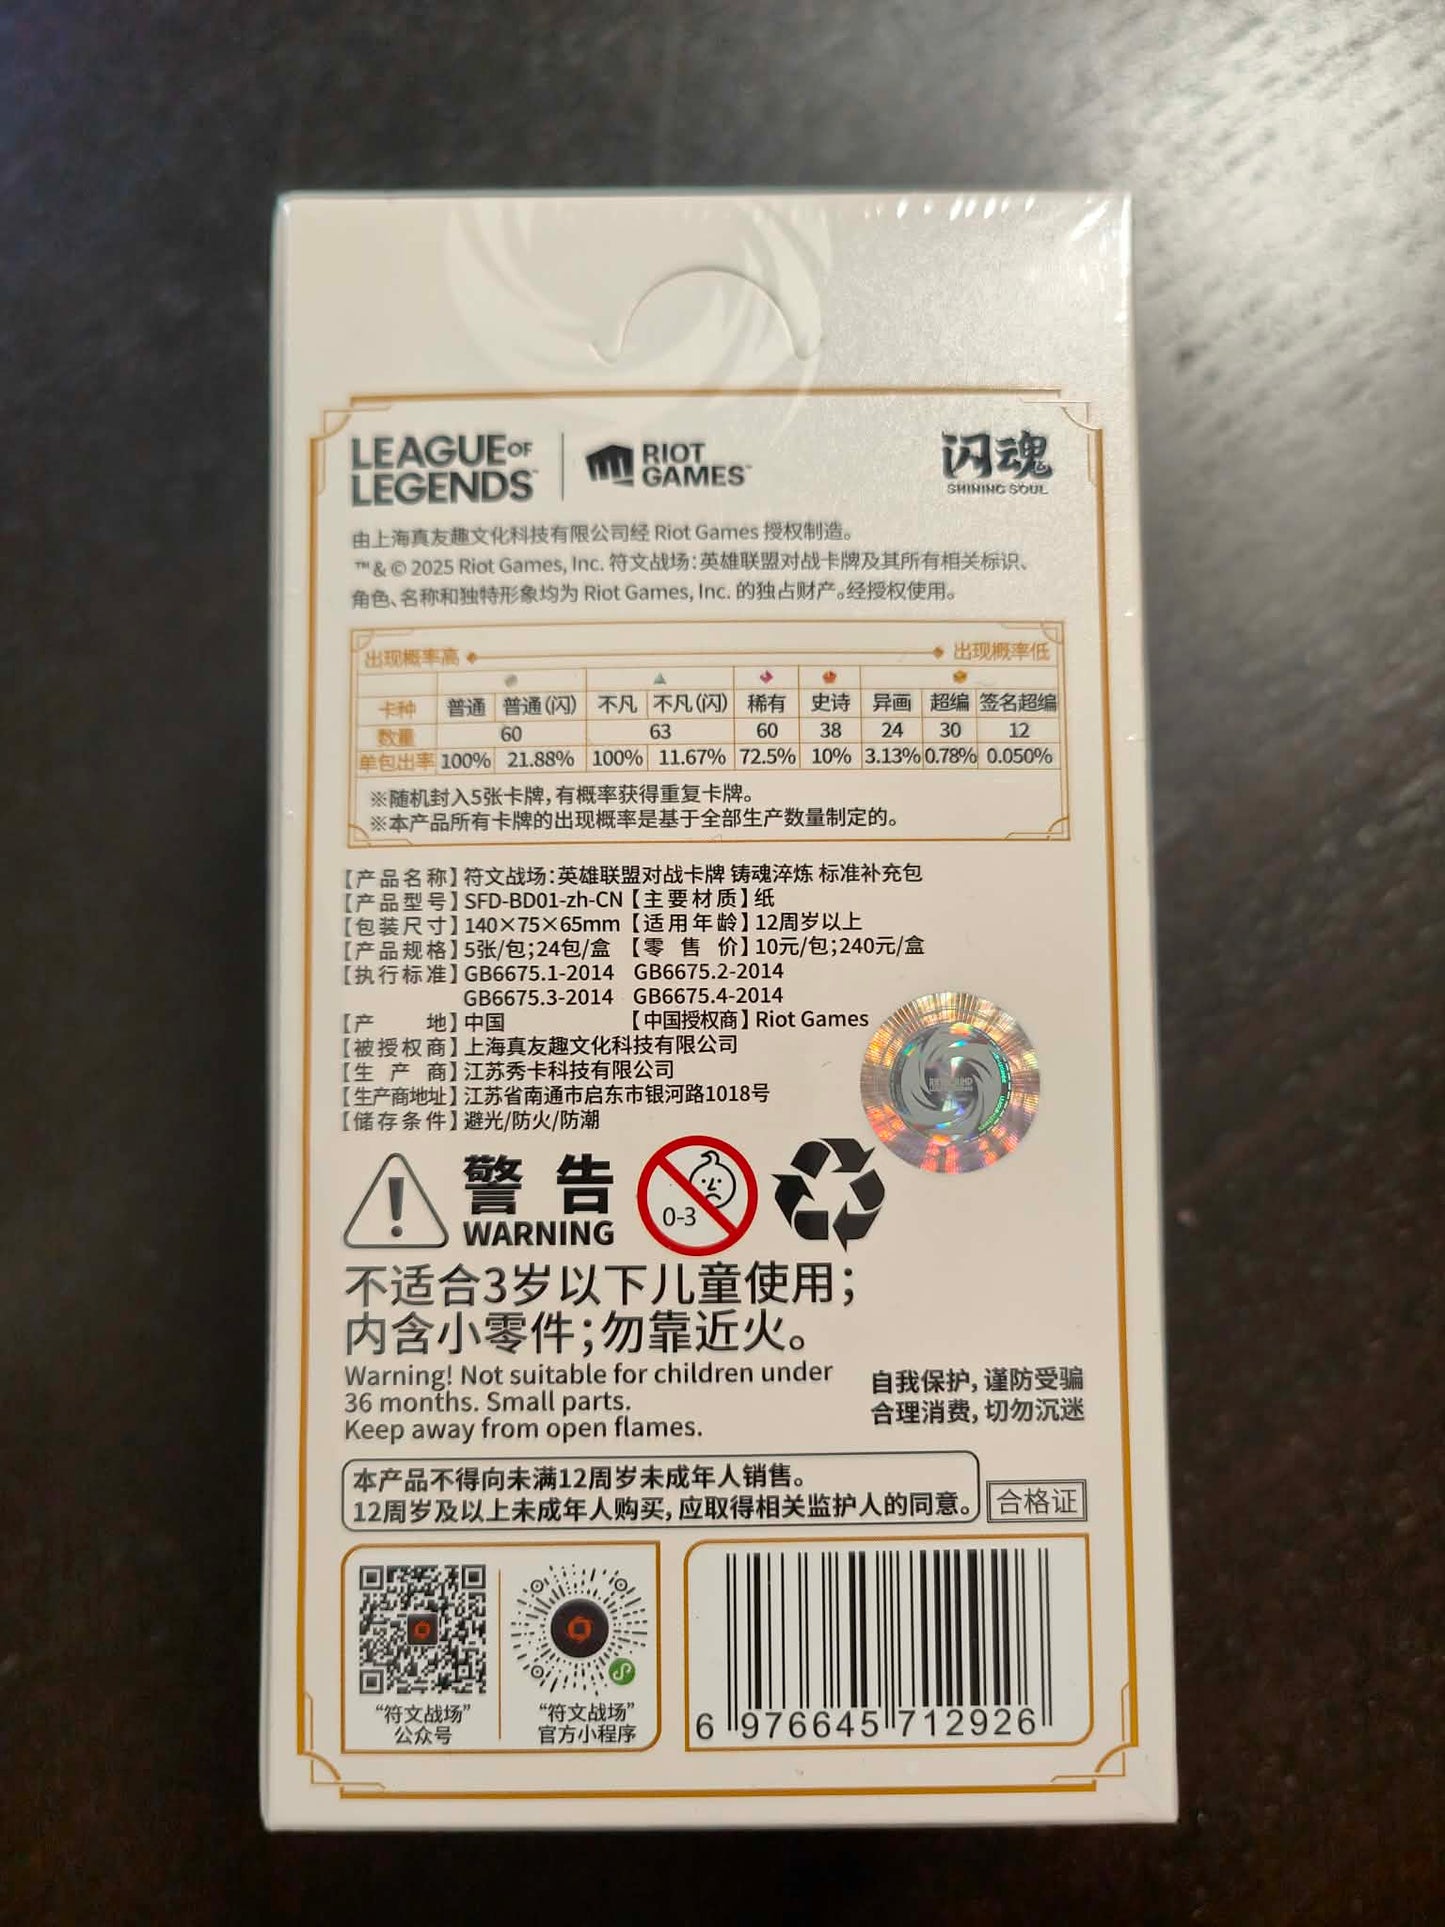 LEAGUE OF
LEGENDS™
RIOT
GAMES™
闪魂
SHINING SOUL
由上海真友趣文化科技有限公司经 Riot Games 授权制造。
™& © 2025 Riot Games, Inc. 符文战场：英雄联盟对战卡牌及其所有相关标识、
角色、名称和独特形象均为 Riot Games, Inc. 的独占财产。经授权使用。
出现概率高 出现概率低
卡种 普通 普通(闪) 不凡 不凡(闪) 稀有 史诗 异画 超编 签名超编
数量 60 63 60 38 24 30 12
单包出率 100% 21.88% 100% 11.67% 72.5% 10% 3.13% 0.78% 0.050%
※随机封入5张卡牌，有概率获得重复卡牌。
※本产品所有卡牌的出现概率是基于全部生产数量制定的。
【产品名称】符文战场：英雄联盟对战卡牌 铸魂淬炼 标准补充包
【产品型号】SFD-BD01-zh-CN【主要材质】纸
【包装尺寸】140×75×65mm【适用年龄】12周岁以上
【产品规格】5张/包；24包/盒【零售价】10元/包；240元/盒
【执行标准】GB6675.1-2014 GB6675.2-2014
GB6675.3-2014 GB6675.4-2014
【产地】中国【中国授权商】Riot Games
【被授权商】上海真友趣文化科技有限公司
【生产商】江苏秀卡科技有限公司
【生产商地址】江苏省南通市启东市银河路1018号
【储存条件】避光/防火/防潮
警告
WARNING
0-3
不适合3岁以下儿童使用；
内含小零件；勿靠近火。
Warning! Not suitable for children under
36 months. Small parts.
Keep away from open flames.
自我保护，谨防受骗
合理消费，切勿沉迷
本产品不得向未满12周岁未成年人销售。
12周岁及以上未成年人购买，应取得相关监护人的同意。
合格证
“符文战场”
公众号
“符文战场”
官方小程序
6 976645 712926